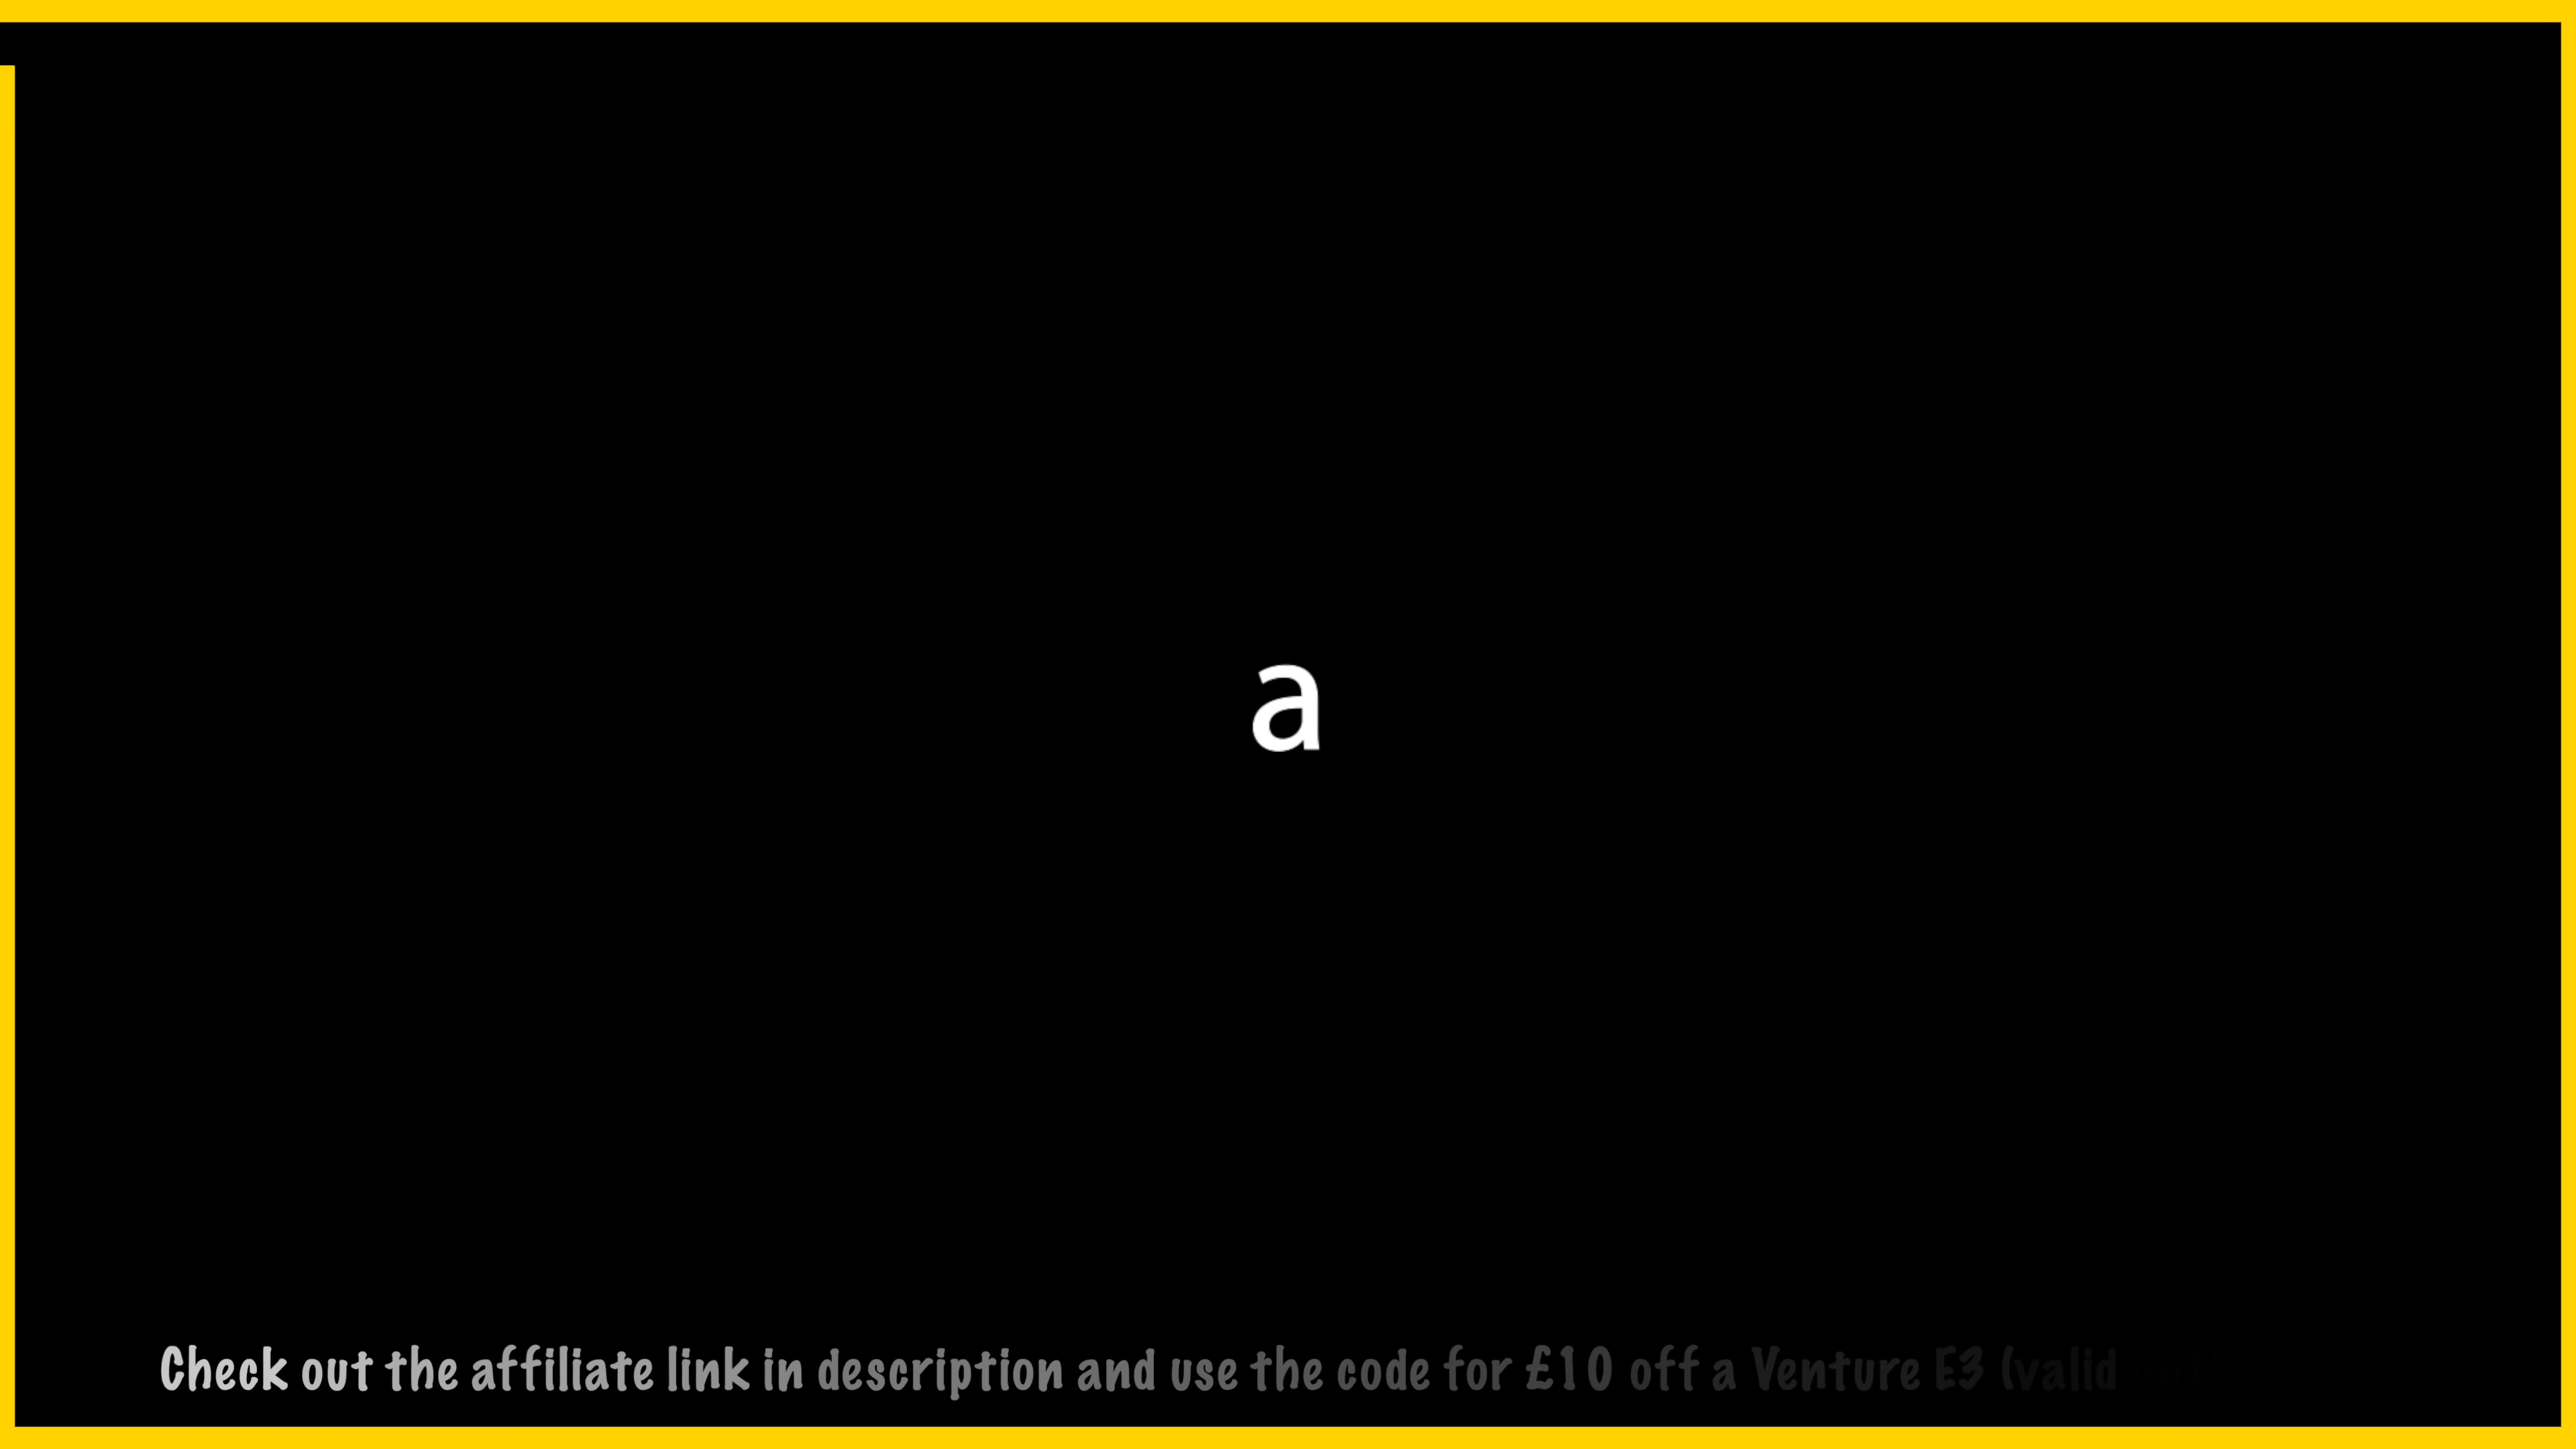 a
Check out the affiliate link in description and use the code for £10 off a Venture E3 (valid